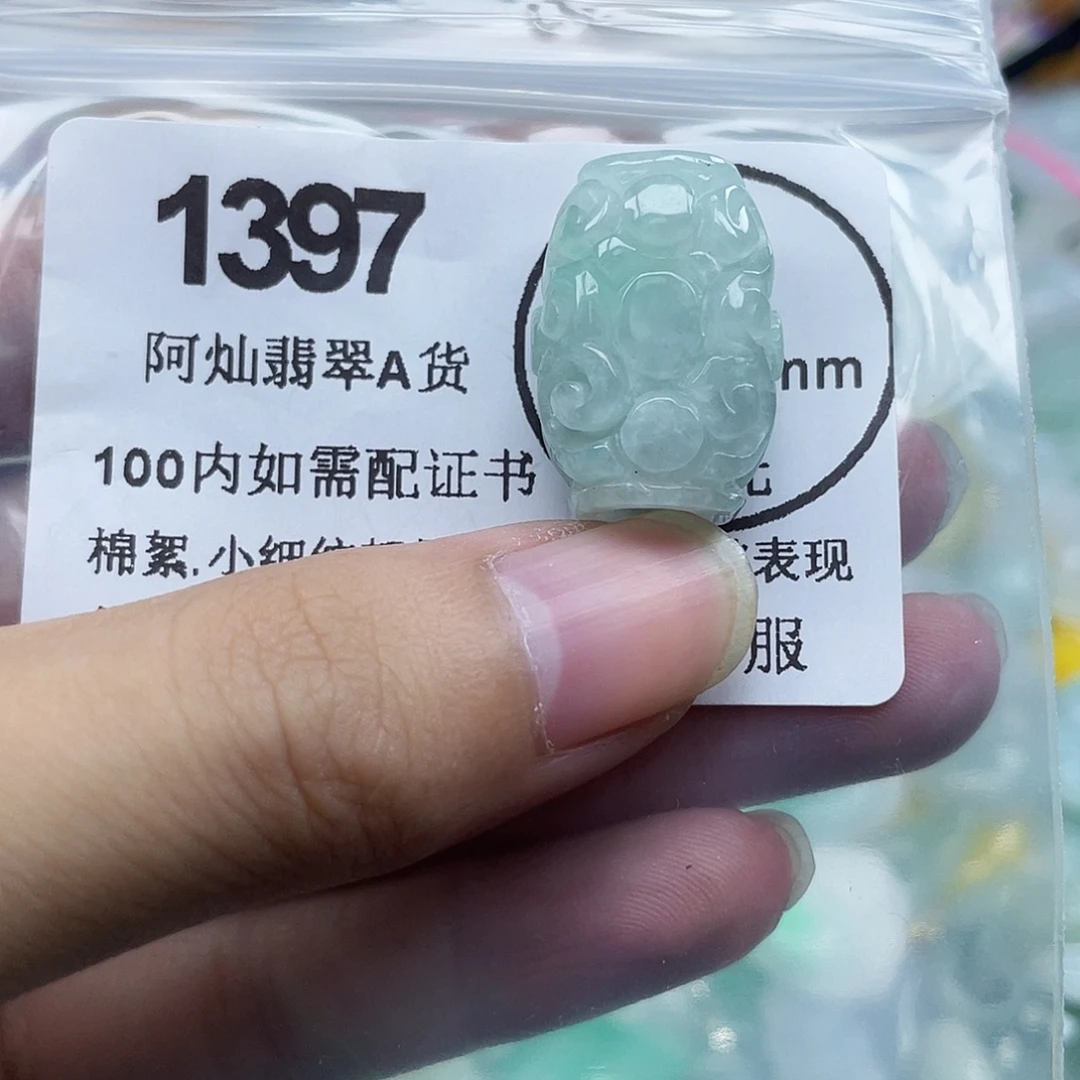 1397
阿灿翡翠A货
mm
100内如需配证书
棉絮.小细 表现
服